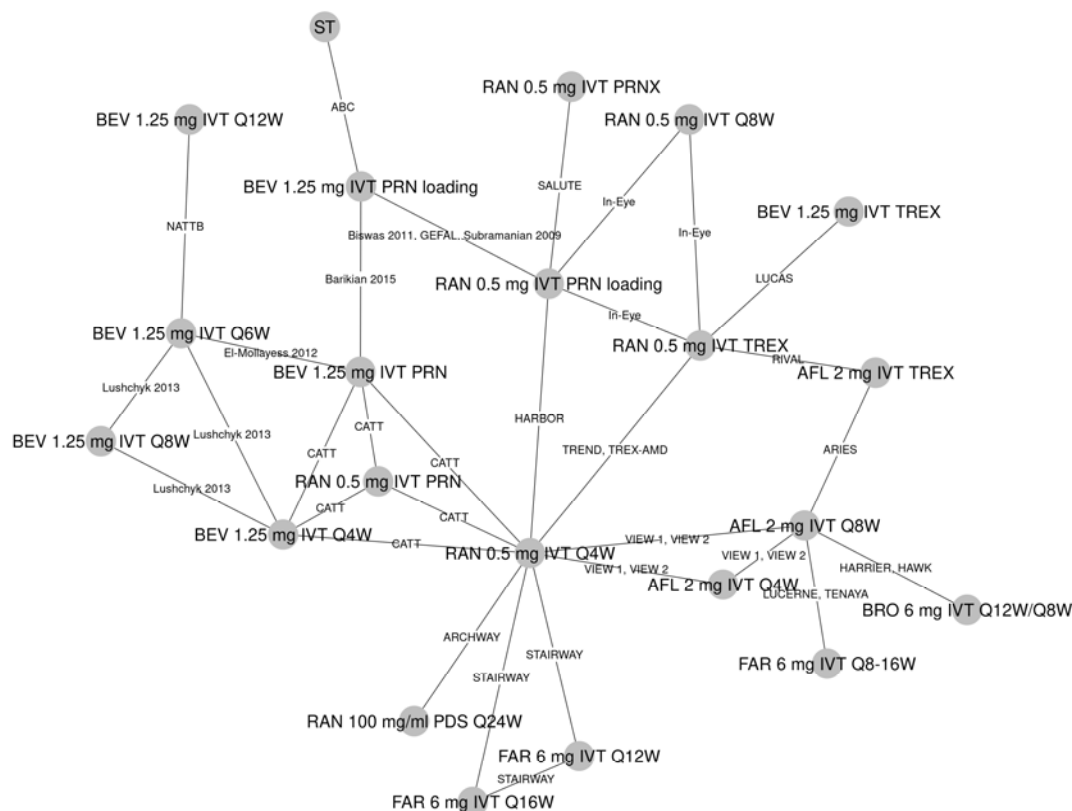 ST
RAN 0.5 mg IVT PRNX
ABC
BEV 1.25 mg IVT Q12W
RAN 0.5 mg IVT Q8W
BEV 1.25 mg IVT PRN loading
SALUTE
In-Eye
BEV 1.25 mg IVT TREX
NATTB
Biswas 2011, GEFAL, Subramanian 2009
In-Eye
Barikian 2015
LUCAS
RAN 0.5 mg IVT PRN loading
In-Eye
BEV 1.25 mg IVT Q6W
RAN 0.5 mg IVT TREX
El-Mollayess 2012
RIVAL
BEV 1.25 mg IVT PRN
AFL 2 mg IVT TREX
Lushchyk 2013
HARBOR
CATT
BEV 1.25 mg IVT Q8W
Lushchyk 2013
TREND, TREX-AMD
ARIES
CATT
CATT
RAN 0.5 mg IVT PRN
Lushchyk 2013
CATT
CATT
AFL 2 mg IVT Q8W
BEV 1.25 mg IVT Q4W
CATT
VIEW 1, VIEW 2
RAN 0.5 mg IVT Q4W
VIEW 1, VIEW 2
VIEW 1, VIEW 2
HARRIER, HAWK
AFL 2 mg IVT Q4W
LUCERNE, TENAYA
BRO 6 mg IVT Q12W/Q8W
ARCHWAY
STAIRWAY
FAR 6 mg IVT Q8-16W
STAIRWAY
RAN 100 mg/ml PDS Q24W
FAR 6 mg IVT Q12W
STAIRWAY
FAR 6 mg IVT Q16W